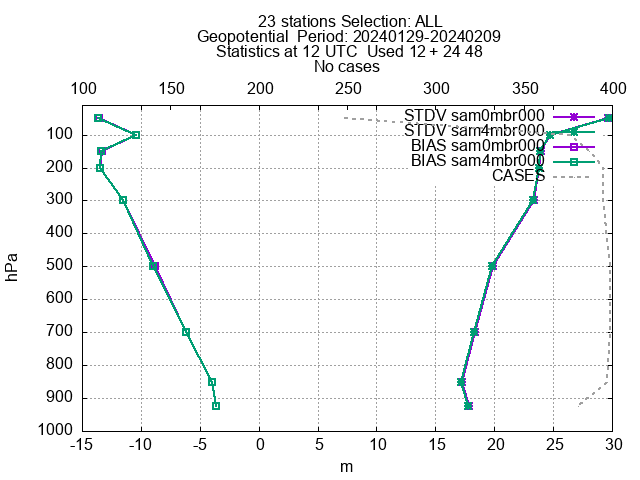 23 stations Selection: ALL
Geopotential  Period: 20240129-20240209
Statistics at 12 UTC  Used 12 + 24 48
No cases
100 150 200 250 300 350 400
STDV sam0mbr000
STDV sam4mbr000
BIAS sam0mbr000
BIAS sam4mbr000
CASES
100
200
300
400
500
600
700
800
900
1000
hPa
-15 -10 -5 0 5 10 15 20 25 30
m